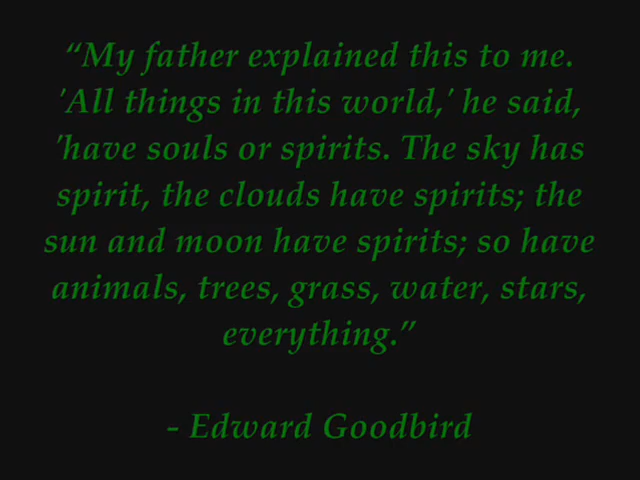 “My father explained this to me.
'All things in this world,' he said,
'have souls or spirits. The sky has
spirit, the clouds have spirits; the
sun and moon have spirits; so have
animals, trees, grass, water, stars,
everything.”
- Edward Goodbird